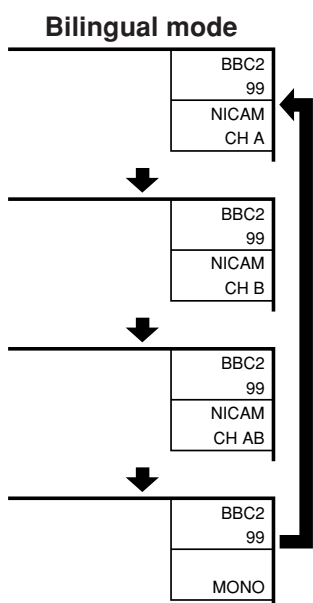 Bilingual mode
BBC2
99
NICAM
CH A
BBC2
99
NICAM
CH B
BBC2
99
NICAM
CH AB
BBC2
99
MONO